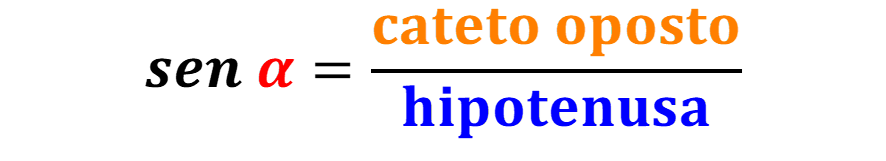 sen α = cateto oposto
hipotenusa